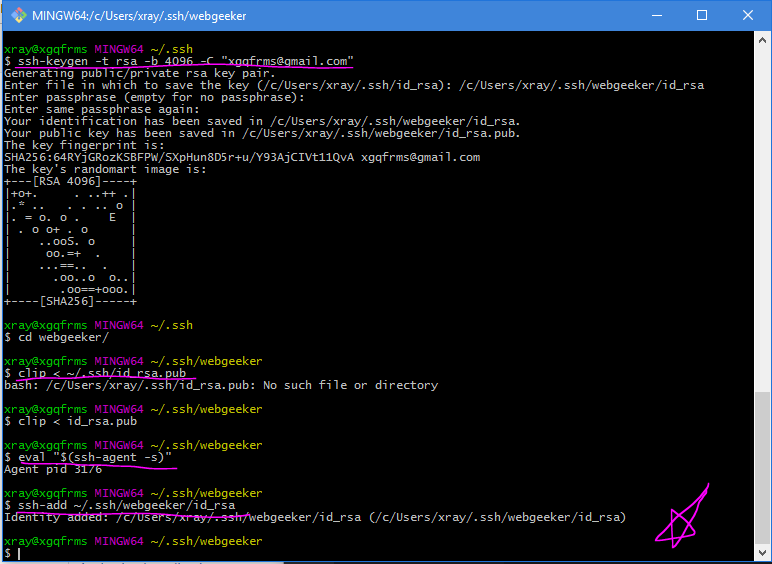 MINGW64:/c/Users/xray/.ssh/webgeeker
xray@xgqfrms MINGW64 ~/.ssh
$ ssh-keygen -t rsa -b 4096 -C "xgqfrms@gmail.com"
Generating public/private rsa key pair.
Enter file in which to save the key (/c/Users/xray/.ssh/id_rsa): /c/Users/xray/.ssh/webgeeker/id_rsa
Enter passphrase (empty for no passphrase):
Enter same passphrase again:
Your identification has been saved in /c/Users/xray/.ssh/webgeeker/id_rsa.
Your public key has been saved in /c/Users/xray/.ssh/webgeeker/id_rsa.pub.
The key fingerprint is:
SHA256:64RYjGRozKSBFPW/SXpHun8D5r+u/Y93AjCIVt11QvA xgqfrms@gmail.com
The key's randomart image is:
+---[RSA 4096]----+
|+o+.     . ..++ .|
|.* ..   . . .. o |
|. = o. o .    E  |
| . o o+ . o      |
|    ..ooS. o     |
|     oo.=+  .    |
|    ...==..  .   |
|      .oo..o  o..|
|       .oo==+ooo.|
+----[SHA256]-----+
xray@xgqfrms MINGW64 ~/.ssh
$ cd webgeeker/
xray@xgqfrms MINGW64 ~/.ssh/webgeeker
$ clip < ~/.ssh/id_rsa.pub
bash: /c/Users/xray/.ssh/id_rsa.pub: No such file or directory
xray@xgqfrms MINGW64 ~/.ssh/webgeeker
$ clip < id_rsa.pub
xray@xgqfrms MINGW64 ~/.ssh/webgeeker
$ eval "$(ssh-agent -s)"
Agent pid 3176
xray@xgqfrms MINGW64 ~/.ssh/webgeeker
$ ssh-add ~/.ssh/webgeeker/id_rsa
Identity added: /c/Users/xray/.ssh/webgeeker/id_rsa (/c/Users/xray/.ssh/webgeeker/id_rsa)
xray@xgqfrms MINGW64 ~/.ssh/webgeeker
$